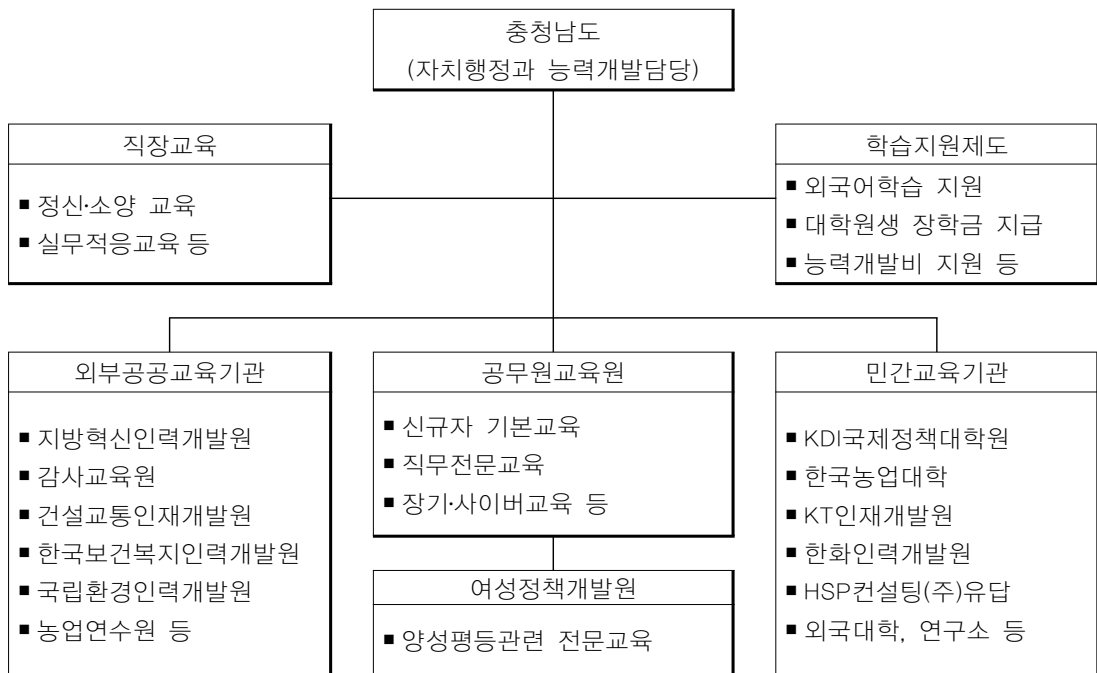 충청남도
(자치행정과 능력개발담당)
직장교육
■ 정신·소양 교육
■ 실무적응교육 등
학습지원제도
■ 외국어학습 지원
■ 대학원생 장학금 지급
■ 능력개발비 지원 등
외부공공교육기관
■ 지방혁신인력개발원
■ 감사교육원
■ 건설교통인재개발원
■ 한국보건복지인력개발원
■ 국립환경인력개발원
■ 농업연수원 등
공무원교육원
■ 신규자 기본교육
■ 직무전문교육
■ 장기·사이버교육 등
여성정책개발원
■ 양성평등관련 전문교육
민간교육기관
■ KDI국제정책대학원
■ 한국농업대학
■ KT인재개발원
■ 한화인력개발원
■ HSP컨설팅(주)유답
■ 외국대학, 연구소 등